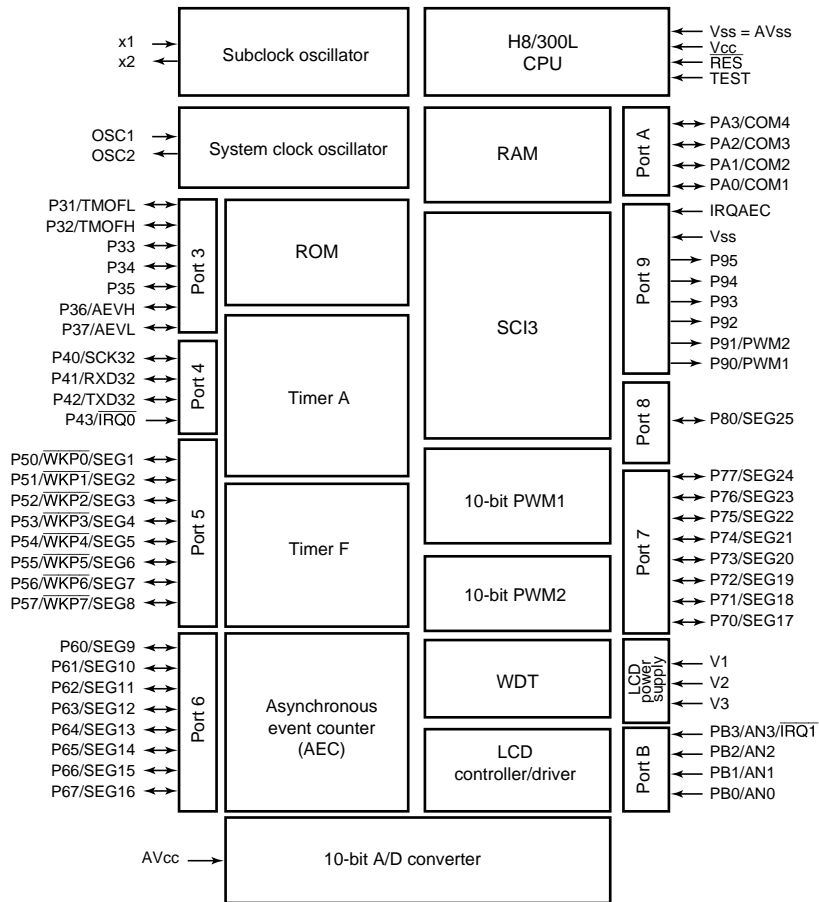 x1
x2
Subclock oscillator
H8/300L
CPU
Vss = AVss
Vcc
RES
TEST
OSC1
OSC2
System clock oscillator
RAM
Port A
PA3/COM4
PA2/COM3
PA1/COM2
PA0/COM1
P31/TMOFL
P32/TMOFH
P33
P34
P35
P36/AEVH
P37/AEVL
Port 3
ROM
SCI3
Port 9
IRQAEC
Vss
P95
P94
P93
P92
P91/PWM2
P90/PWM1
P40/SCK32
P41/RXD32
P42/TXD32
P43/IRQ0
Port 4
Timer A
Port 8
P80/SEG25
P50/WKP0/SEG1
P51/WKP1/SEG2
P52/WKP2/SEG3
P53/WKP3/SEG4
P54/WKP4/SEG5
P55/WKP5/SEG6
P56/WKP6/SEG7
P57/WKP7/SEG8
Port 5
Timer F
10-bit PWM1
10-bit PWM2
Port 7
P77/SEG24
P76/SEG23
P75/SEG22
P74/SEG21
P73/SEG20
P72/SEG19
P71/SEG18
P70/SEG17
P60/SEG9
P61/SEG10
P62/SEG11
P63/SEG12
P64/SEG13
P65/SEG14
P66/SEG15
P67/SEG16
Port 6
Asynchronous
event counter
(AEC)
WDT
LCD
power
supply
V1
V2
V3
LCD
controller/driver
Port B
PB3/AN3/IRQ1
PB2/AN2
PB1/AN1
PB0/AN0
AVcc
10-bit A/D converter